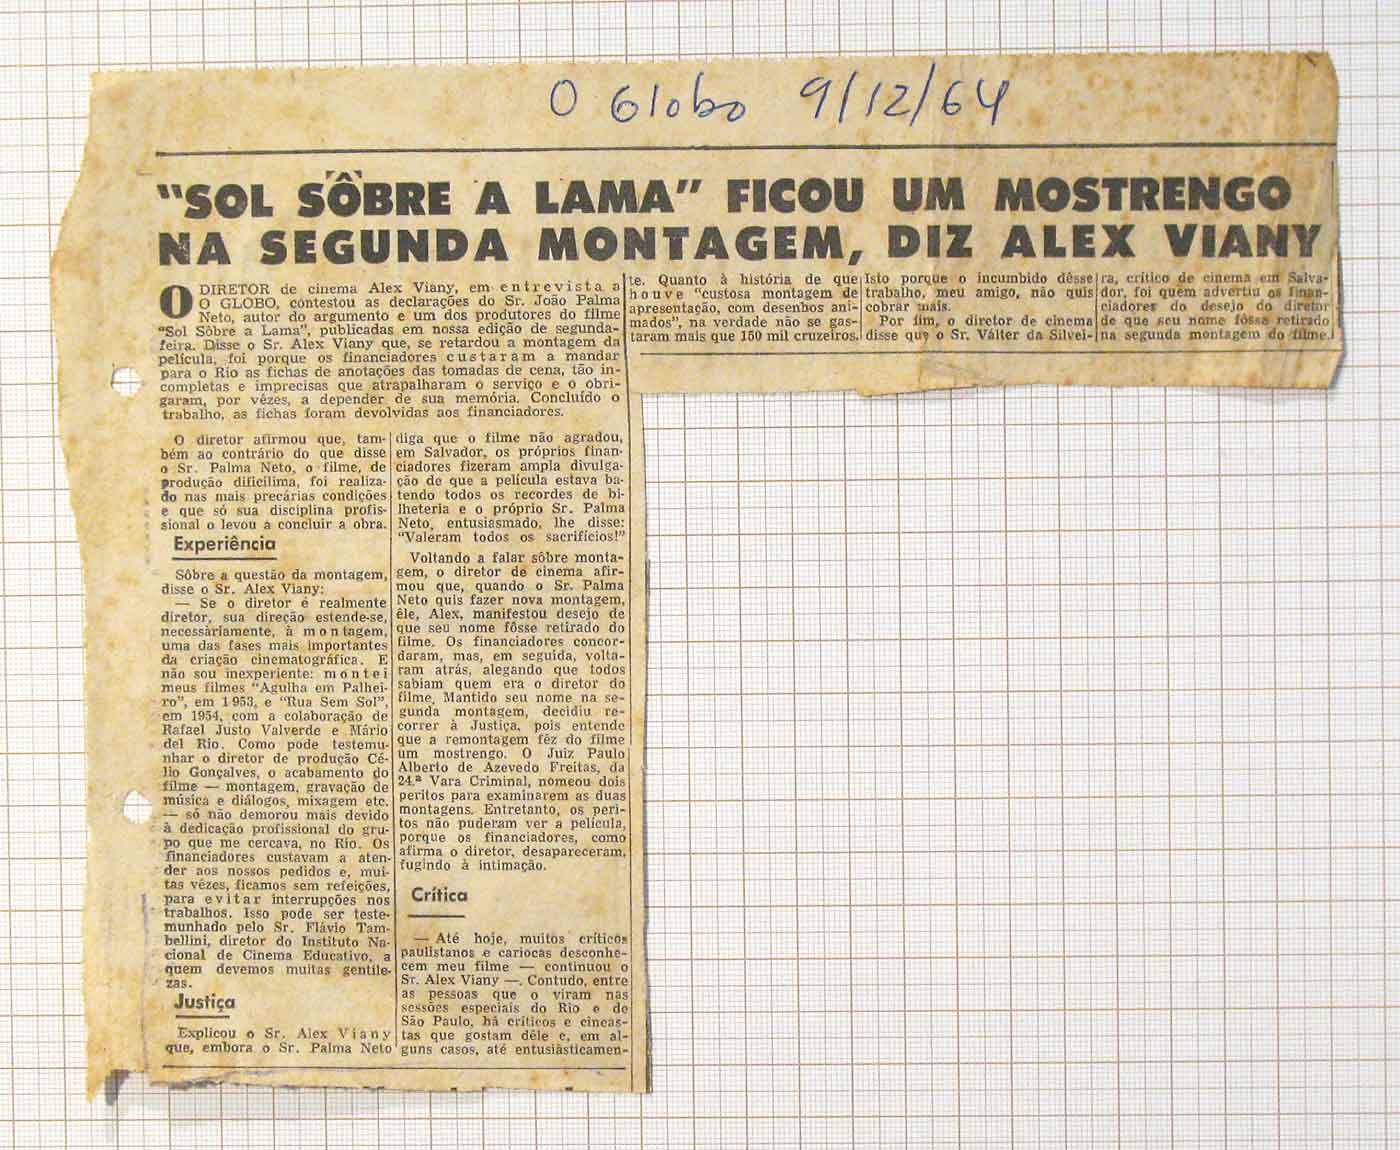 O Globo 9/12/64
"SOL SÔBRE A LAMA" FICOU UM MOSTRENGO
NA SEGUNDA MONTAGEM, DIZ ALEX VIANY
O DIRETOR de cinema Alex Viany, em entrevista a
O GLOBO, contestou as declarações do Sr. João Palma
Neto, autor do argumento e um dos produtores do filme
"Sol Sôbre a Lama", publicadas em nossa edição de segunda-
feira. Disse o Sr. Alex Viany que, se retardou a montagem da
película, foi porque os financiadores custaram a mandar
para o Rio as fichas de anotações das tomadas de cena, tão in-
completas e imprecisas que atrapalharam o serviço e o obri-
garam, por vêzes, a depender de sua memória. Concluído o
trabalho, as fichas foram devolvidas aos financiadores.
O diretor afirmou que, tam-
bém ao contrário do que disse
o Sr. Palma Neto, o filme, de
produção dificílima, foi realiza-
do nas mais precárias condições
e que só sua disciplina profis-
sional o levou a concluir a obra.
Experiência
Sôbre a questão da montagem,
disse o Sr. Alex Viany:
— Se o diretor é realmente
diretor, sua direção estende-se,
necessàriamente, à montagem,
uma das fases mais importantes
da criação cinematográfica. E
não sou inexperiente: montei
meus filmes "Agulha em Palhei-
ro", em 1953, e "Rua Sem Sol",
em 1954, com a colaboração de
Rafael Justo Valverde e Mário
del Rio. Como pode testemu-
nhar o diretor de produção Cé-
lio Gonçalves, o acabamento do
filme — montagem, gravação de
música e diálogos, mixagem etc.
— só não demorou mais devido
à dedicação profissional do gru-
po que me cercava, no Rio. Os
financiadores custavam a aten-
der aos nossos pedidos e, mui-
tas vêzes, ficamos sem refeições,
para evitar interrupções nos
trabalhos. Isso pode ser teste-
munhado pelo Sr. Flávio Tam-
bellini, diretor do Instituto Na-
cional de Cinema Educativo, a
quem devemos muitas gentile-
zas.
Justiça
Explicou o Sr. Alex Viany
que, embora o Sr. Palma Neto
diga que o filme não agradou,
em Salvador, os próprios finan-
ciadores fizeram ampla divulga-
ção de que a película estava ba-
tendo todos os recordes de bi-
lheteria e o próprio Sr. Palma
Neto, entusiasmado, lhe disse:
"Valeram todos os sacrifícios!"
Voltando a falar sôbre monta-
gem, o diretor de cinema afir-
mou que, quando o Sr. Palma
Neto quis fazer nova montagem,
êle, Alex, manifestou desejo de
que seu nome fôsse retirado do
filme. Os financiadores concor-
daram, mas, em seguida, volta-
ram atrás, alegando que todos
sabiam quem era o diretor do
filme. Mantido seu nome na se-
gunda montagem, decidiu re-
correr à Justiça, pois entende
que a remontagem fêz do filme
um mostrengo. O Juiz Paulo
Alberto de Azevedo Freitas, da
24.ª Vara Criminal, nomeou dois
peritos para examinarem as duas
montagens. Entretanto, os peri-
tos não puderam ver a película,
porque os financiadores, como
afirma o diretor, desapareceram,
fugindo à intimação.
Crítica
— Até hoje, muitos críticos
paulistanos e cariocas desconhe-
cem meu filme — continuou o
Sr. Alex Viany —. Contudo, entre
as pessoas que o viram nas
sessões especiais do Rio e de
São Paulo, há críticos e cineas-
tas que gostam dêle e, em al-
guns casos, até entusiàsticamen-
te. Quanto à história de que
houve "custosa montagem de
apresentação, com desenhos ani-
mados", na verdade não se gas-
taram mais que 150 mil cruzeiros.
Isto porque o incumbido dêsse
trabalho, meu amigo, não quis
cobrar mais.
Por fim, o diretor de cinema
disse que o Sr. Válter da Silvei-
ra, crítico de cinema em Salva-
dor, foi quem advertiu os finan-
ciadores do desejo do diretor
de que seu nome fôsse retirado
na segunda montagem do filme.